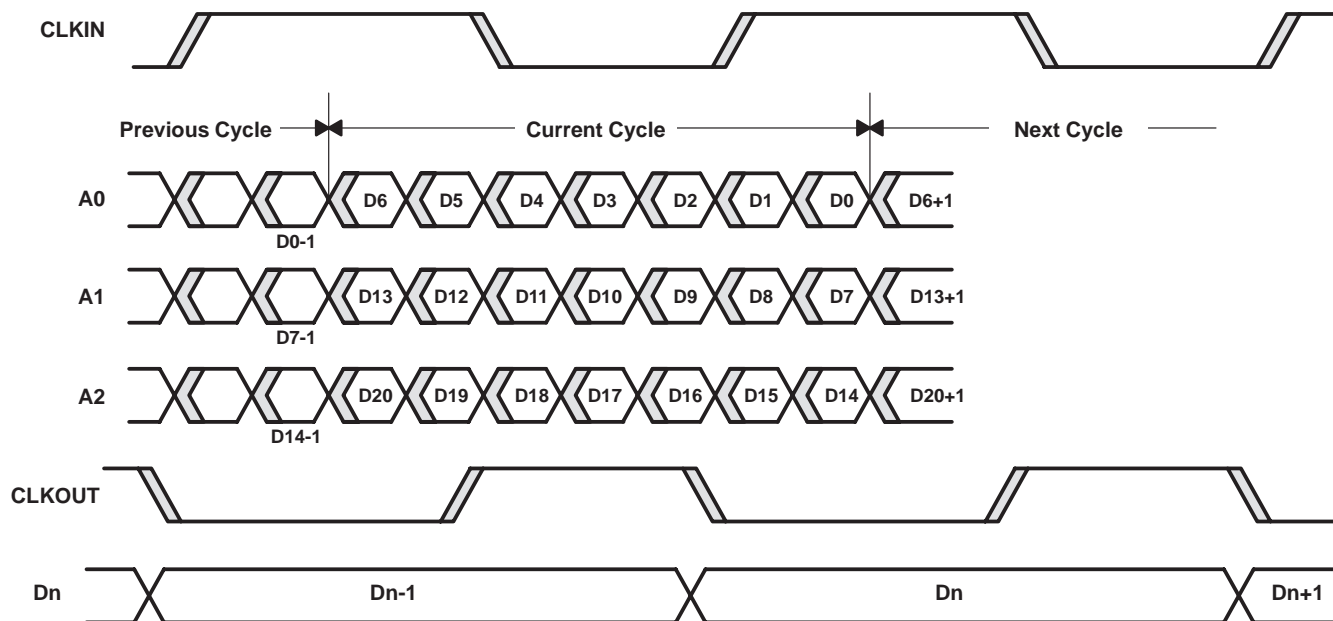 CLKIN
Previous Cycle Current Cycle Next Cycle
A0 D6 D5 D4 D3 D2 D1 D0 D6+1
D0-1
A1 D13 D12 D11 D10 D9 D8 D7 D13+1
D7-1
A2 D20 D19 D18 D17 D16 D15 D14 D20+1
D14-1
CLKOUT
Dn Dn-1 Dn Dn+1